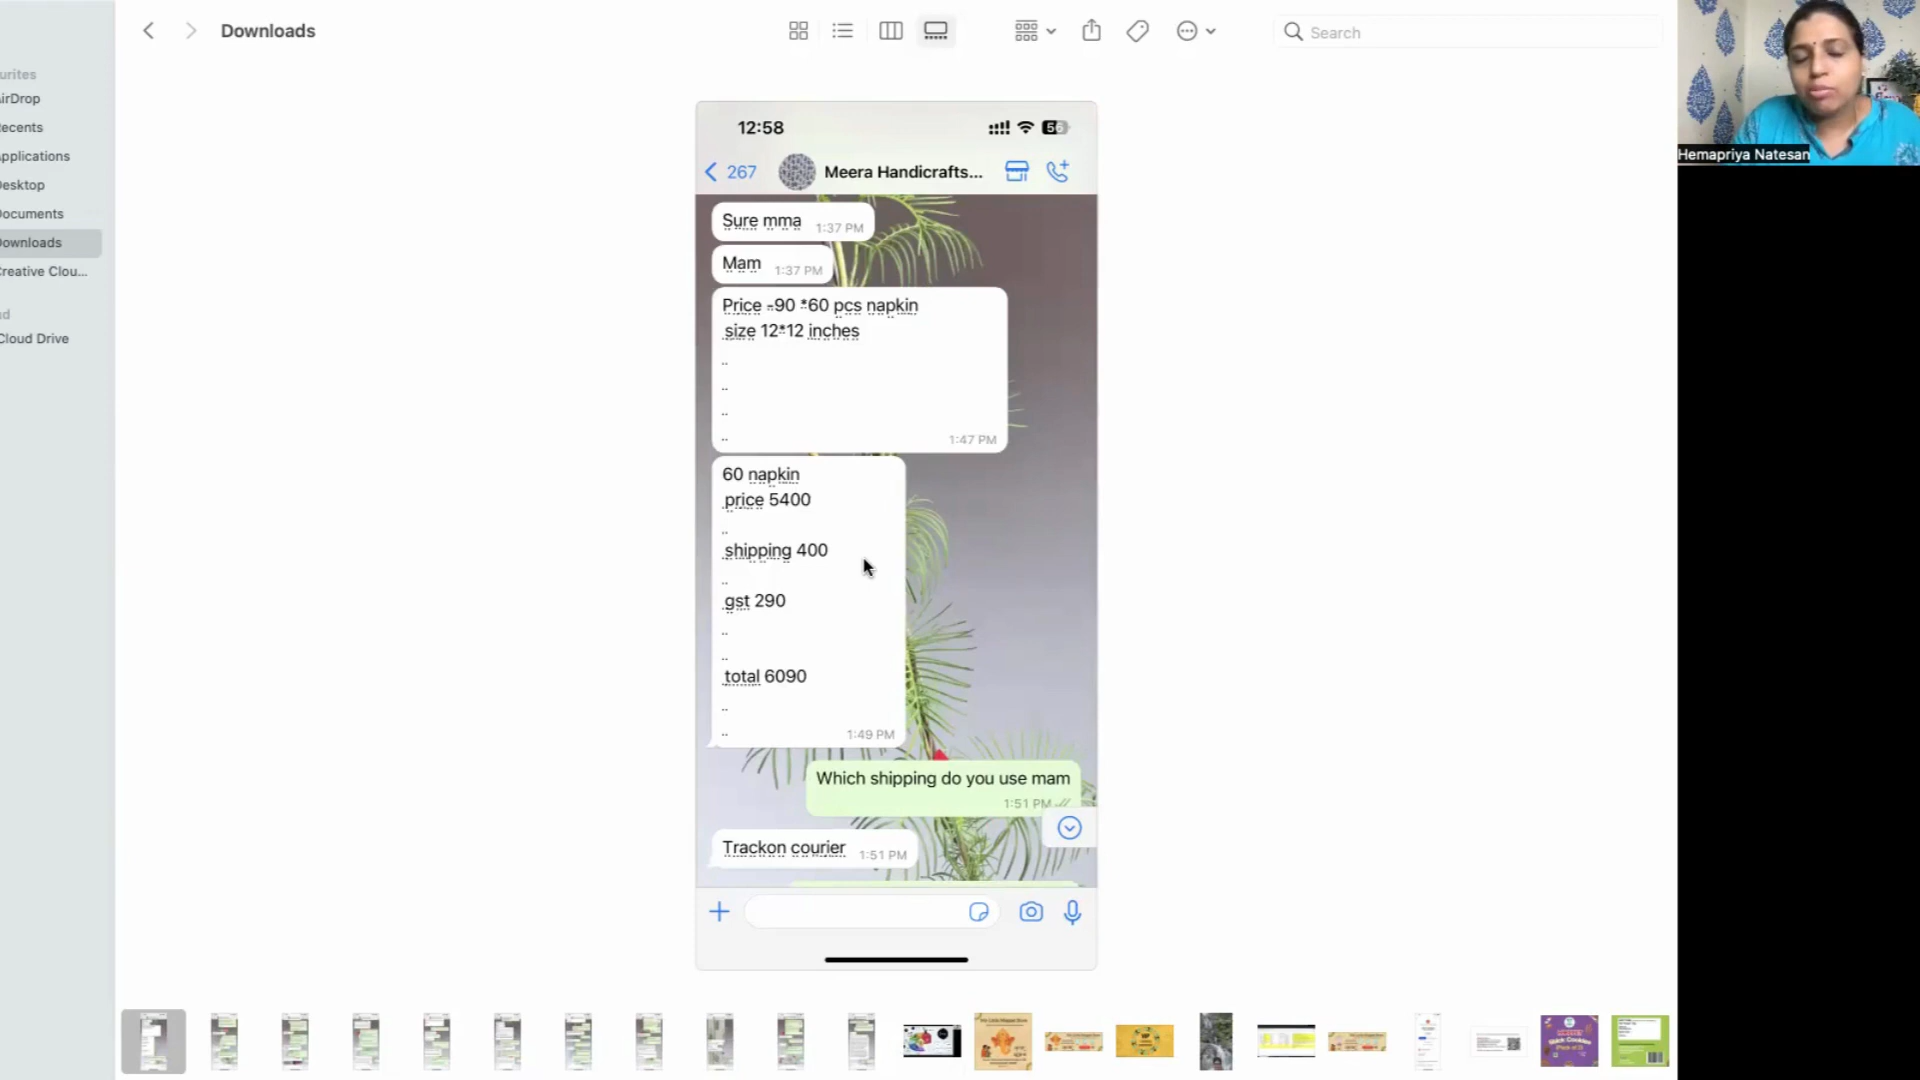 Downloads
Search
urites
AirDrop
ecents
pplications
esktop
ocuments
ownloads
Creative Clou...
d
Cloud Drive
12:58
56
267
Meera Handicrafts...
Sure mma
1:37 PM
Mam
1:37 PM
Price -90 *60 pcs napkin
size 12*12 inches
..
..
..
..
1:47 PM
60 napkin
price 5400
..
shipping 400
..
gst 290
..
..
total 6090
..
..
1:49 PM
Which shipping do you use mam
1:51 PM
Trackon courier
1:51 PM
Hemapriya Natesan